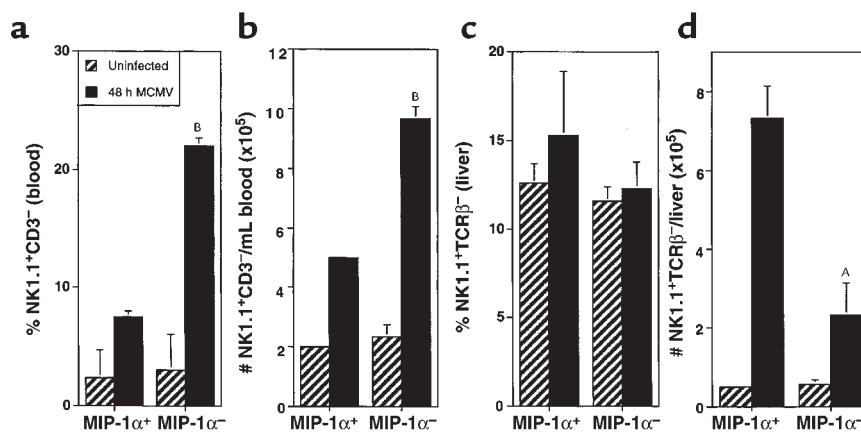 a
% NK1.1⁺CD3⁻ (blood)
30
20
10
0
Uninfected
48 h MCMV
B
MIP-1α⁺ MIP-1α⁻
b
# NK1.1⁺CD3⁻/mL blood (x10⁵)
12
10
8
6
4
2
0
B
MIP-1α⁺ MIP-1α⁻
c
% NK1.1⁺TCRβ⁻ (liver)
20
15
10
5
0
MIP-1α⁺ MIP-1α⁻
d
# NK1.1⁺TCRβ⁻/liver (x10⁵)
8
6
4
2
0
A
MIP-1α⁺ MIP-1α⁻